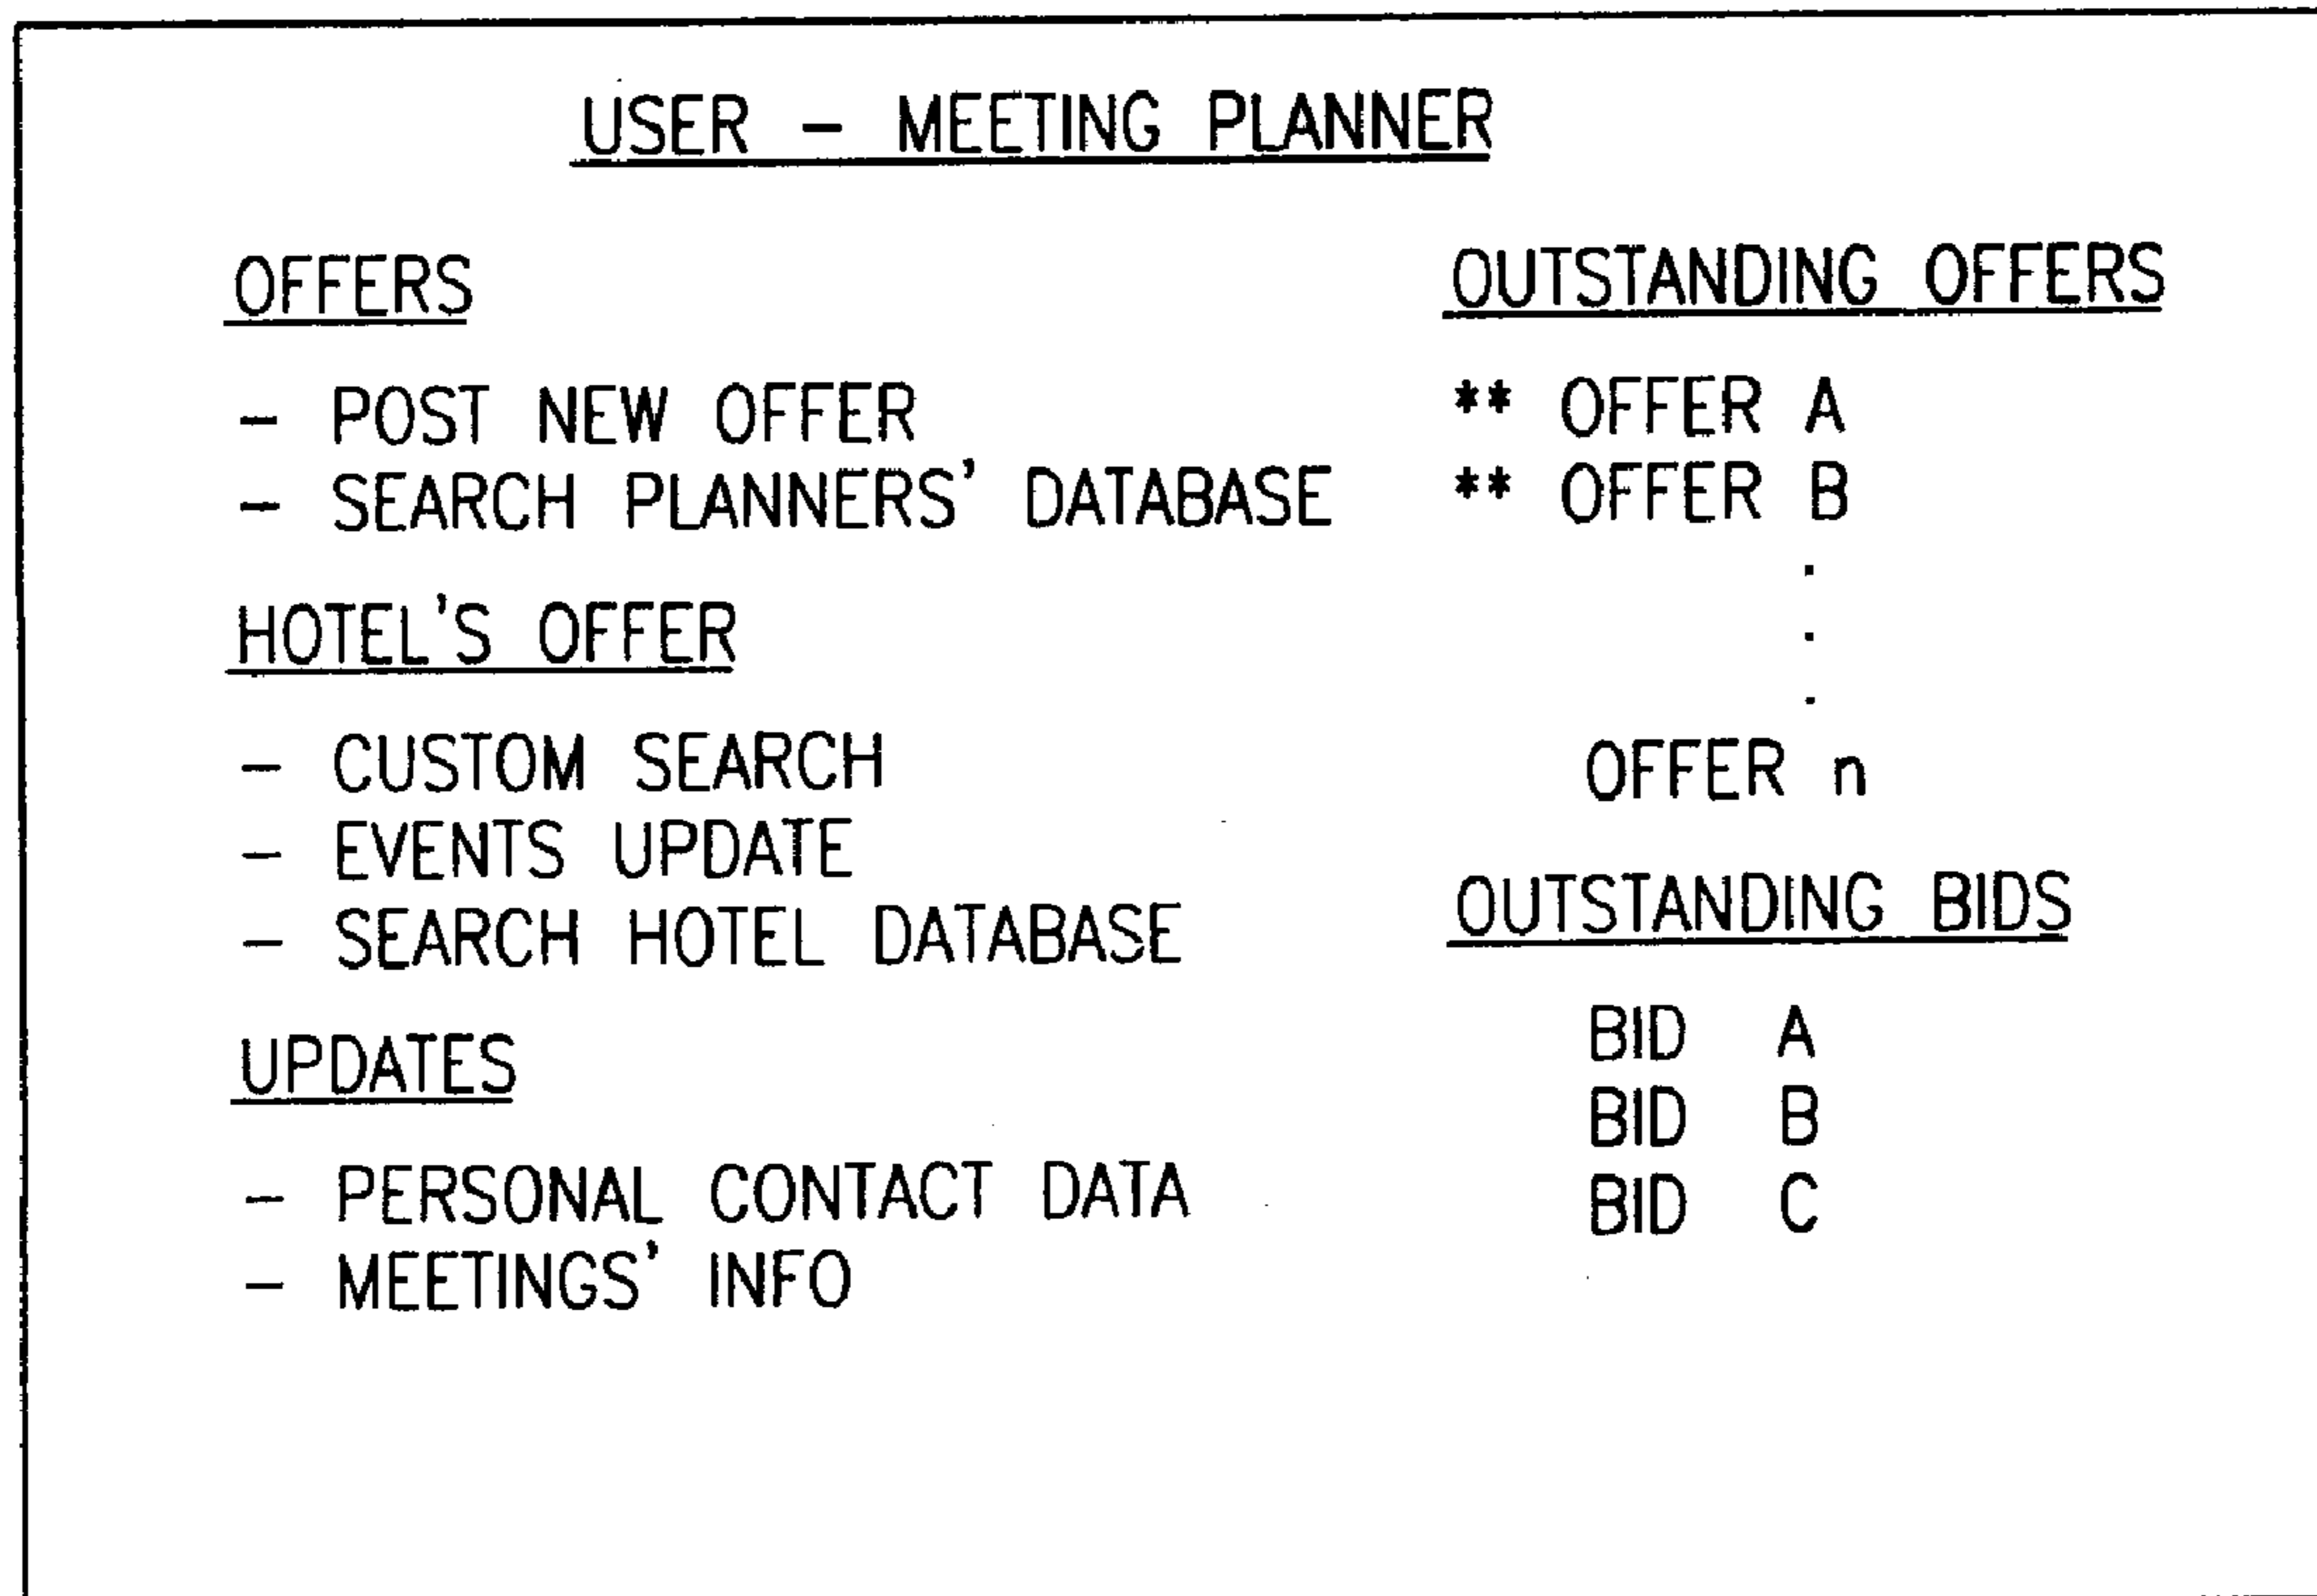 USER – MEETING PLANNER
OFFERS
– POST NEW OFFER
– SEARCH PLANNERS' DATABASE
HOTEL'S OFFER
– CUSTOM SEARCH
– EVENTS UPDATE
– SEARCH HOTEL DATABASE
UPDATES
– PERSONAL CONTACT DATA
– MEETINGS' INFO
OUTSTANDING OFFERS
** OFFER A
** OFFER B
.
.
.
OFFER n
OUTSTANDING BIDS
BID A
BID B
BID C